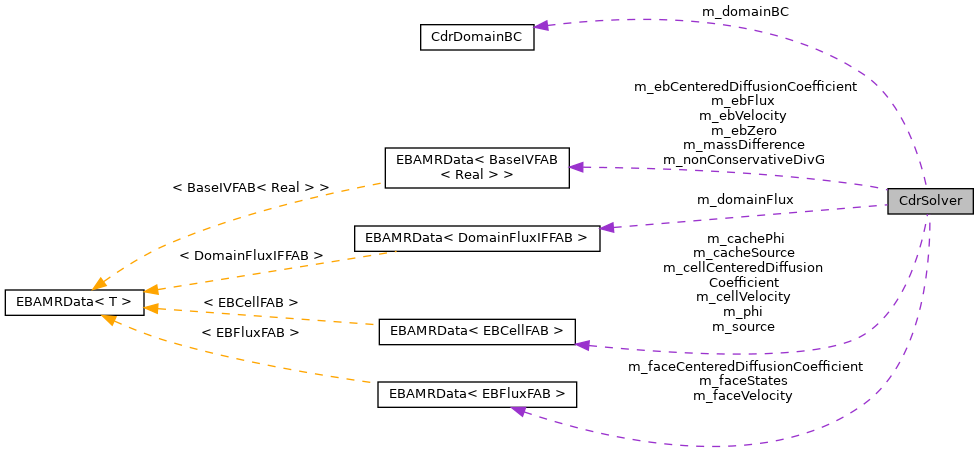 m_domainBC
CdrDomainBC
m_ebCenteredDiffusionCoefficient
m_ebFlux
m_ebVelocity
m_ebZero
m_massDifference
m_nonConservativeDivG
EBAMRData< BaseIVFAB
< Real > >
< BaseIVFAB< Real > >
CdrSolver
m_domainFlux
EBAMRData< DomainFluxIFFAB >
< DomainFluxIFFAB >
m_cachePhi
m_cacheSource
m_cellCenteredDiffusion
Coefficient
m_cellVelocity
m_phi
m_source
EBAMRData< T >
< EBCellFAB >
EBAMRData< EBCellFAB >
< EBFluxFAB >
m_faceCenteredDiffusionCoefficient
m_faceStates
m_faceVelocity
EBAMRData< EBFluxFAB >